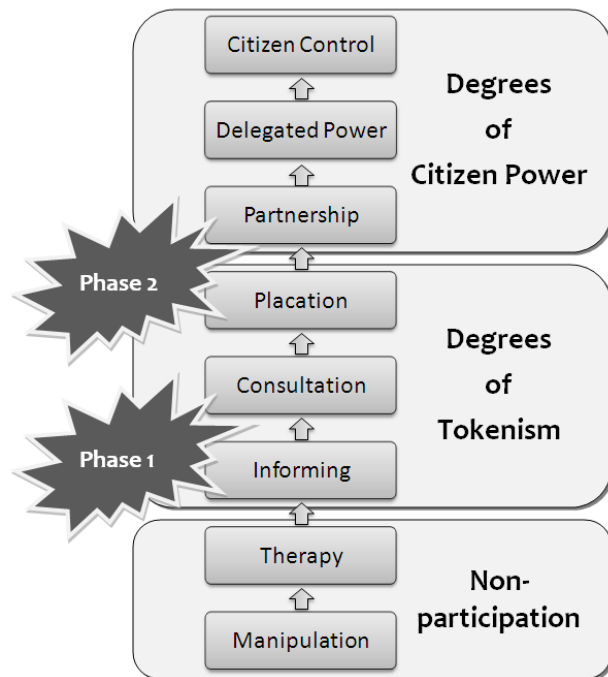 Citizen Control
Delegated Power
Partnership
Degrees
of
Citizen Power
Phase 2
Placation
Consultation
Degrees
of
Tokenism
Phase 1
Informing
Therapy
Manipulation
Non-
participation